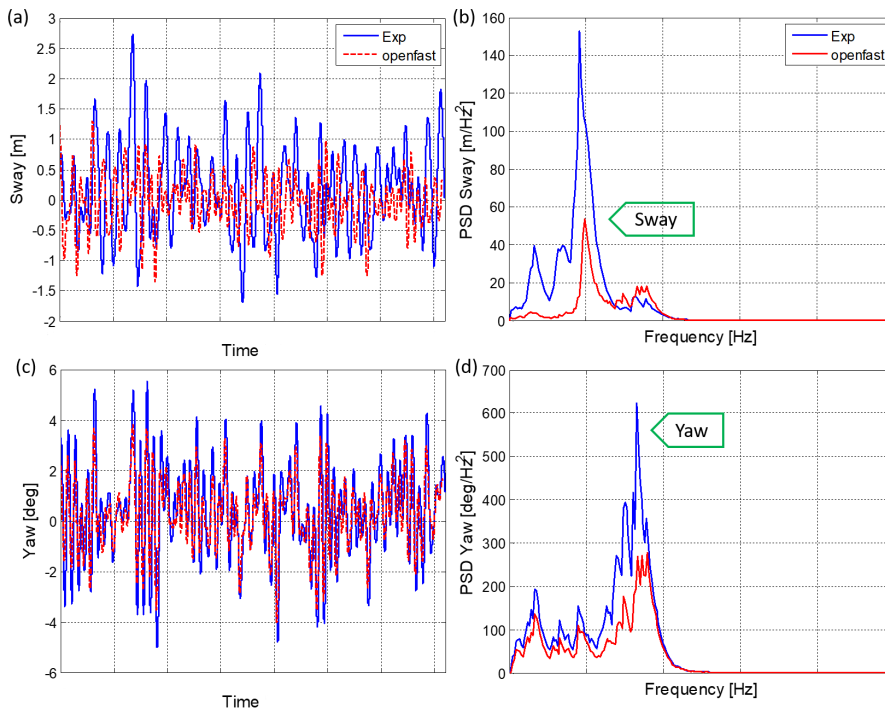 (a)
3
2.5
2
1.5
1
0.5
0
-0.5
-1
-1.5
-2
Sway [m]
Time
Exp
openfast
(b)
160
140
120
100
80
60
40
20
0
PSD Sway [m/Hz²]
Frequency [Hz]
Exp
openfast
Sway
(c)
6
4
2
0
-2
-4
-6
Yaw [deg]
Time
(d)
700
600
500
400
300
200
100
0
PSD Yaw [deg/Hz²]
Frequency [Hz]
Yaw